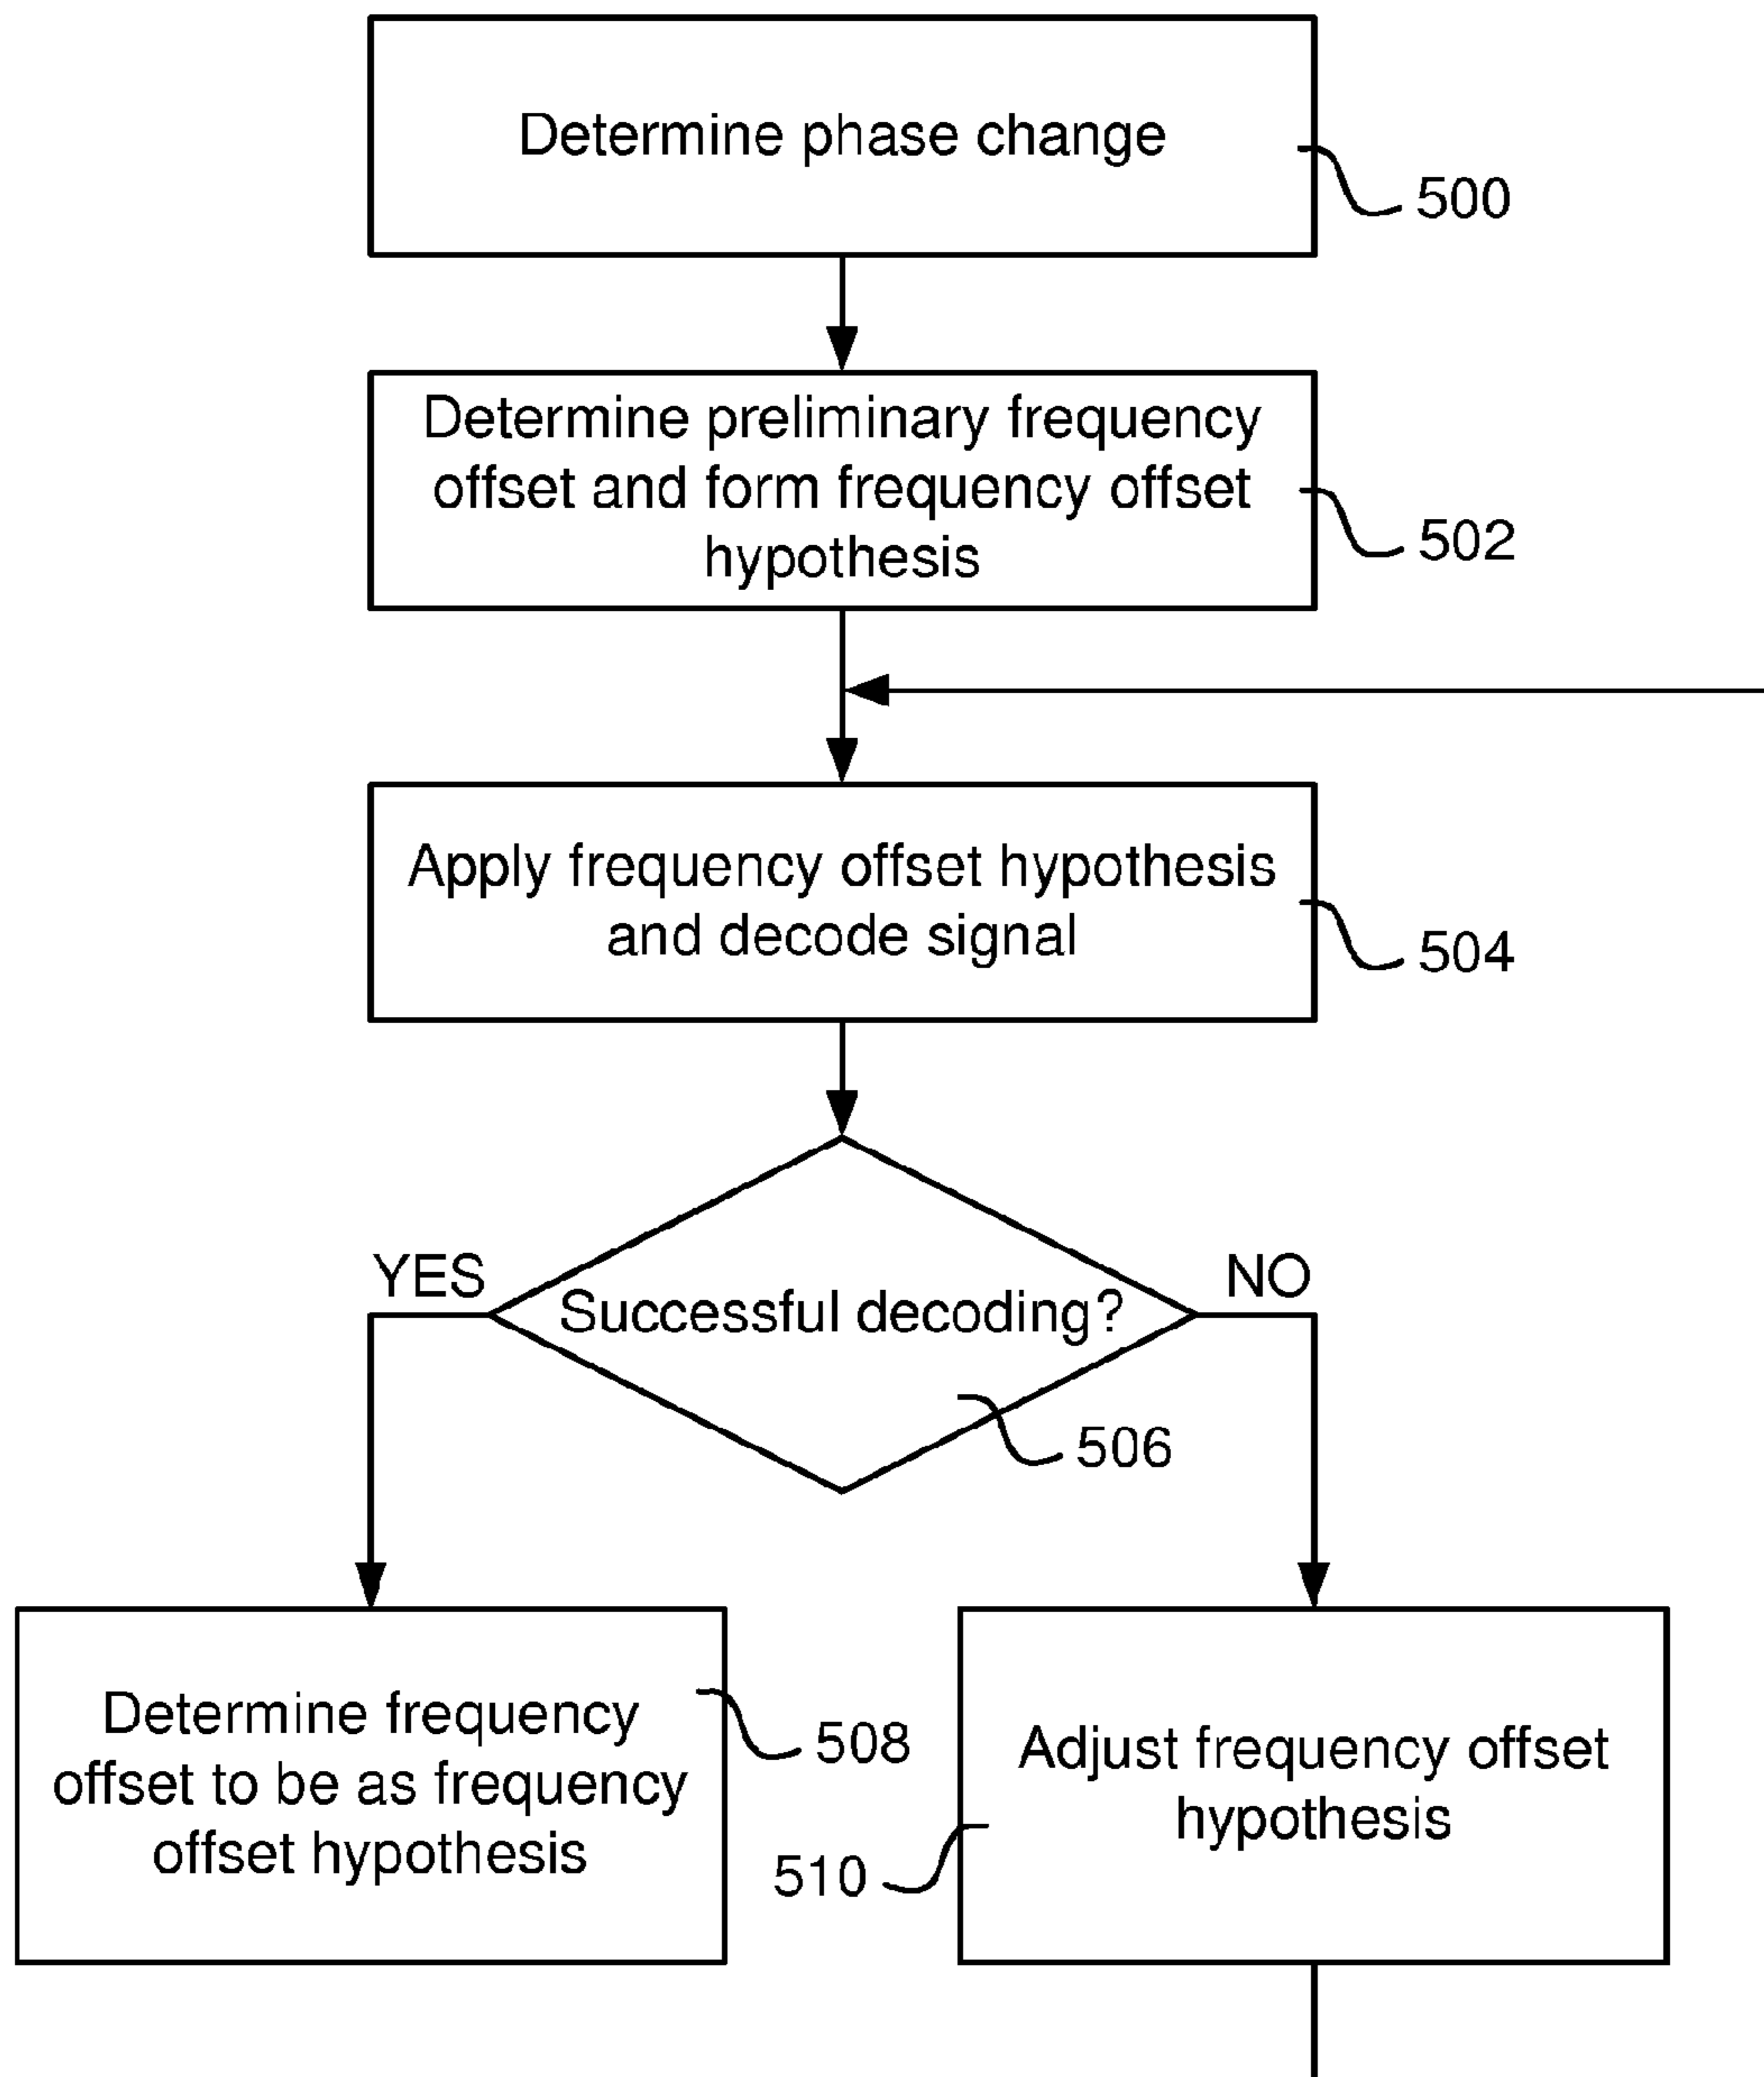 Determine phase change
500
Determine preliminary frequency
offset and form frequency offset
hypothesis
502
Apply frequency offset hypothesis
and decode signal
504
YES
NO
Successful decoding?
506
Determine frequency
offset to be as frequency
offset hypothesis
508
Adjust frequency offset
hypothesis
510